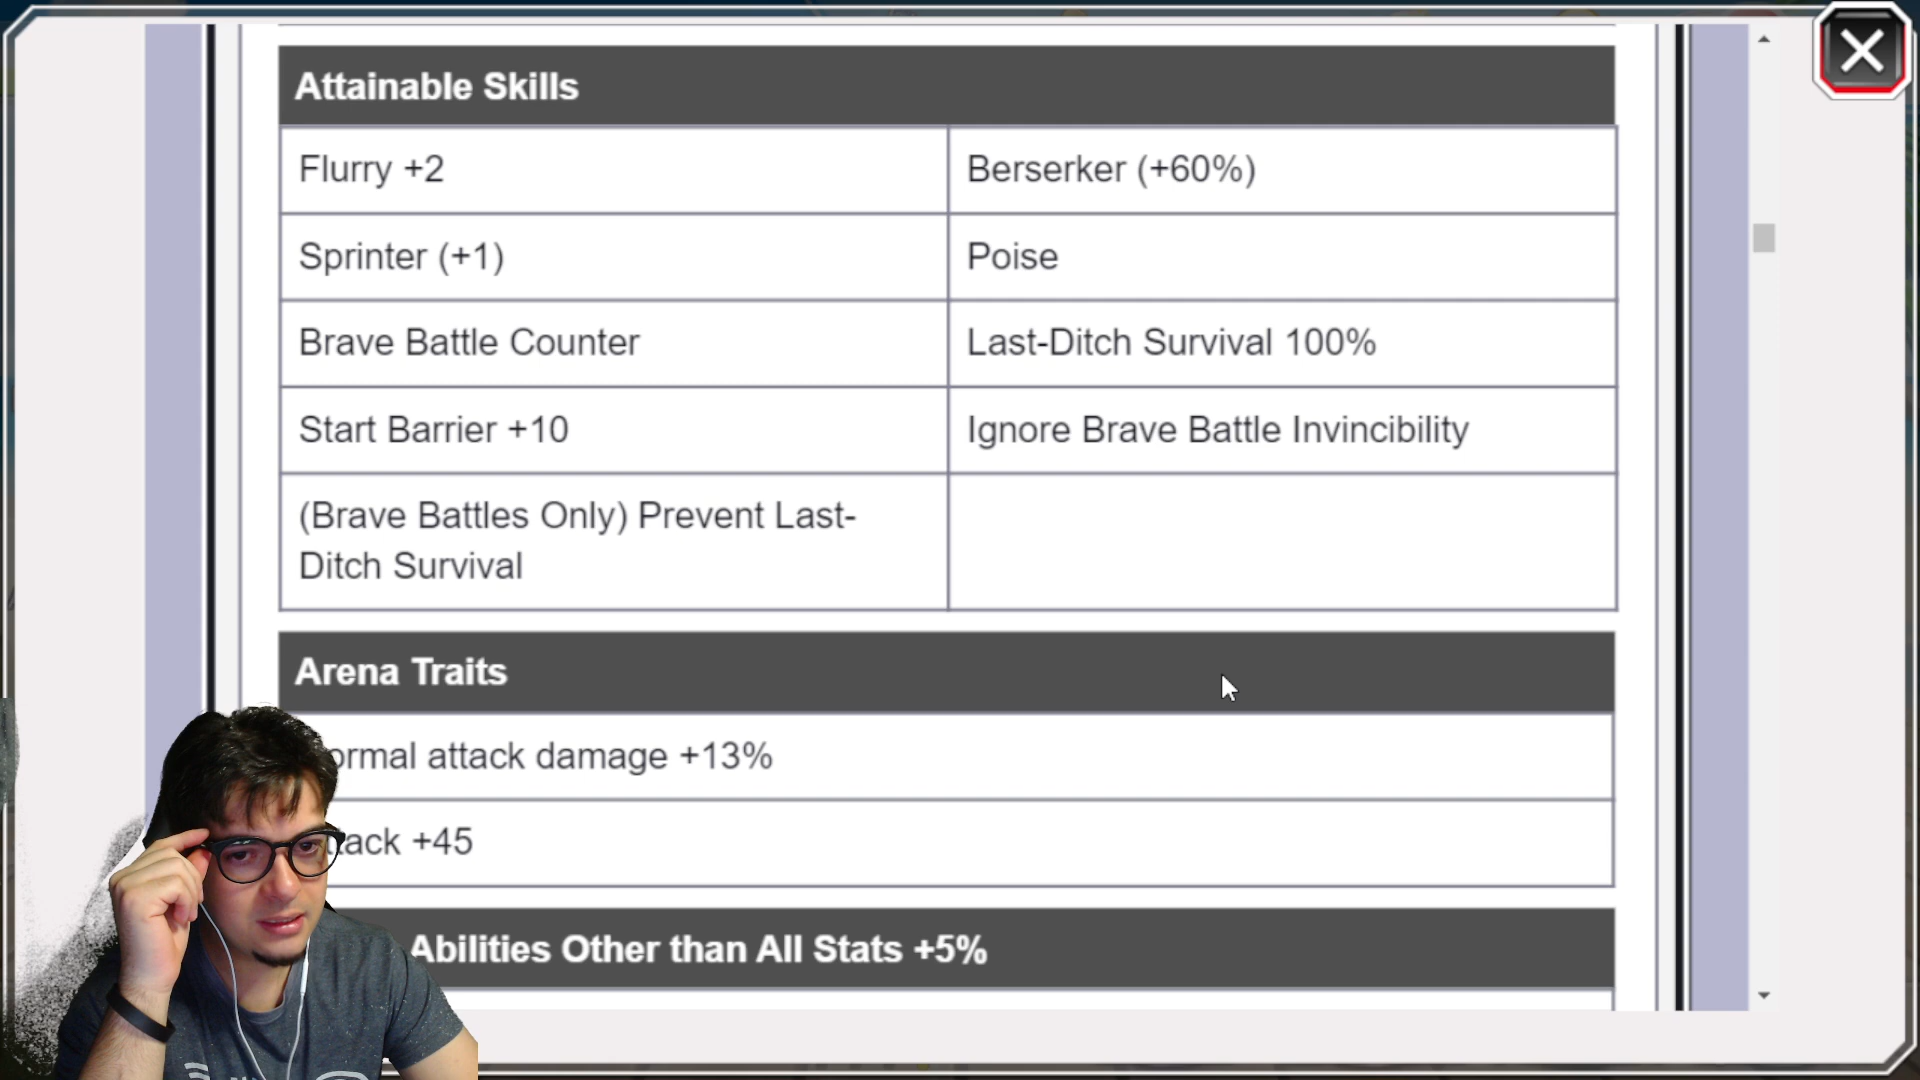 Attainable Skills
Flurry +2
Berserker (+60%)
Sprinter (+1)
Poise
Brave Battle Counter
Last-Ditch Survival 100%
Start Barrier +10
Ignore Brave Battle Invincibility
(Brave Battles Only) Prevent Last-
Ditch Survival
Arena Traits
ormal attack damage +13%
tack +45
Abilities Other than All Stats +5%